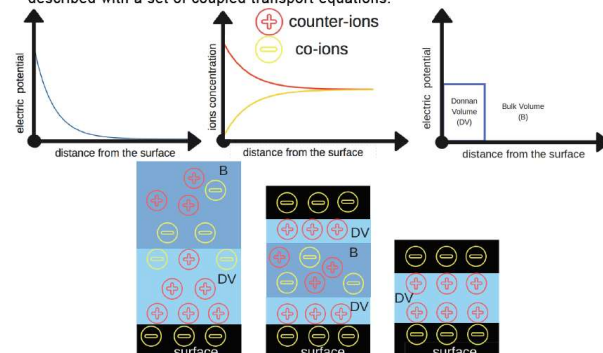 described with a set of coupled transport equations.
electric potential
distance from the surface
ions concentration
counter-ions
co-ions
distance from the surface
electric potential
Donnan
Volume
(DV)
Bulk Volume
(B)
distance from the surface
B
DV
surface
DV
B
DV
surface
DV
surface